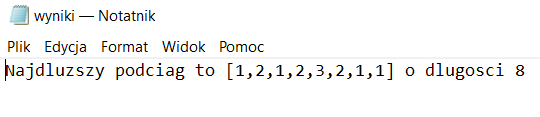 wyniki — Notatnik
Plik Edycja Format Widok Pomoc
Najdluzszy podciag to [1,2,1,2,3,2,1,1] o dlugosci 8